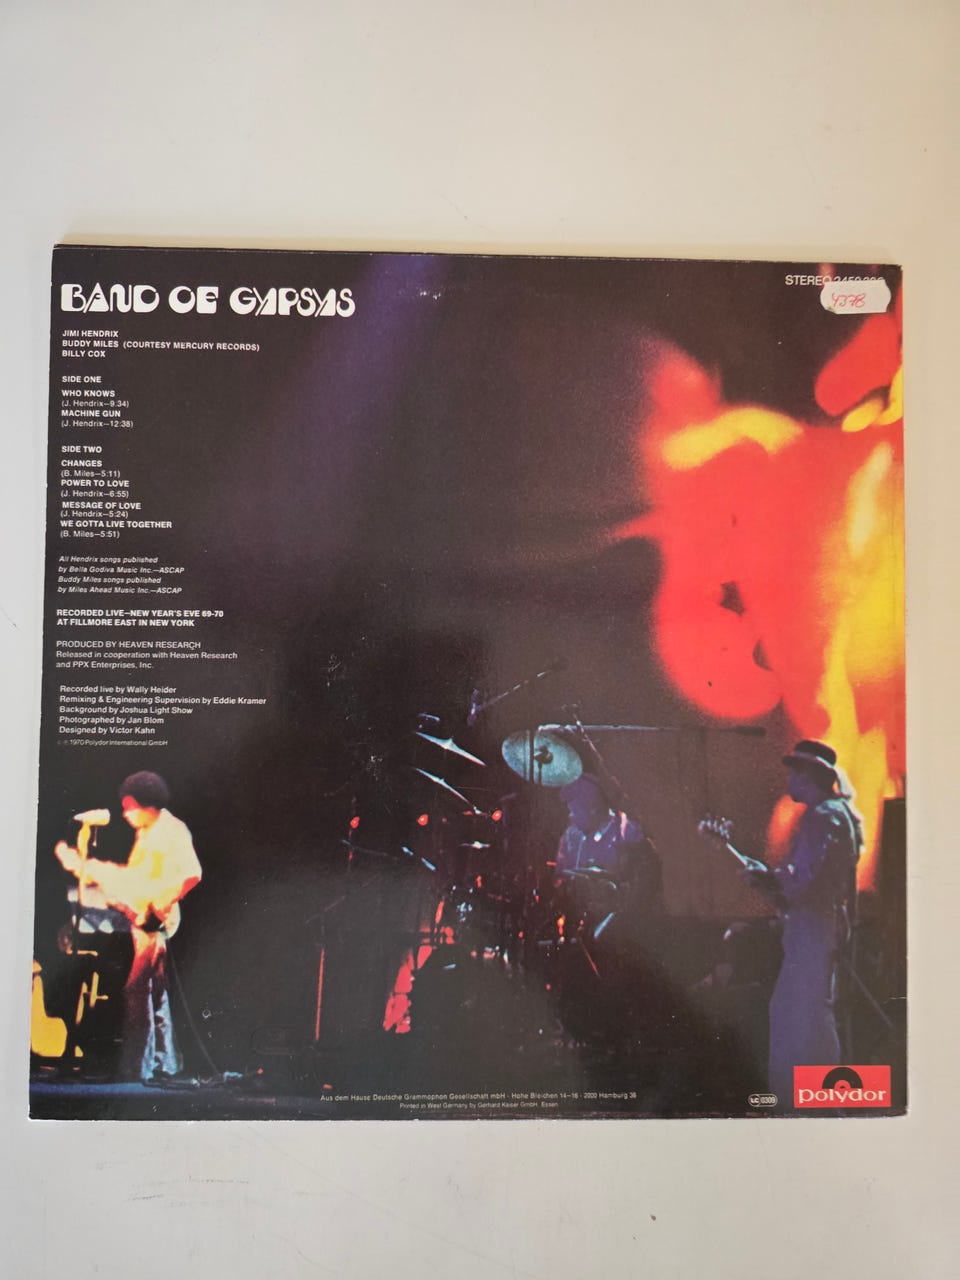 BAND OF GYPSYS
STEREO
4378
JIMI HENDRIX
BUDDY MILES (COURTESY MERCURY RECORDS)
BILLY COX
SIDE ONE
WHO KNOWS
(J. Hendrix—9:34)
MACHINE GUN
(J. Hendrix—12:38)
SIDE TWO
CHANGES
(B. Miles—5:11)
POWER TO LOVE
(J. Hendrix—6:55)
MESSAGE OF LOVE
(J. Hendrix—5:24)
WE GOTTA LIVE TOGETHER
(B. Miles—5:51)
All Hendrix songs published
by Bella Godiva Music Inc.—ASCAP
Buddy Miles songs published
by Miles Ahead Music Inc.—ASCAP
RECORDED LIVE—NEW YEAR'S EVE 69-70
AT FILLMORE EAST IN NEW YORK
PRODUCED BY HEAVEN RESEARCH
Released in cooperation with Heaven Research
and PPX Enterprises, Inc.
Recorded live by Wally Heider
Remixing & Engineering Supervision by Eddie Kramer
Background by Joshua Light Show
Photographed by Jan Blom
Designed by Victor Kahn
℗ 1970 Polydor International GmbH
Aus dem Hause Deutsche Grammophon Gesellschaft mbH · Hohe Bleichen 14–16 · 2000 Hamburg 36
Printed in West Germany by Gerhard Kaiser GmbH, Essen
LC 0309
polydor